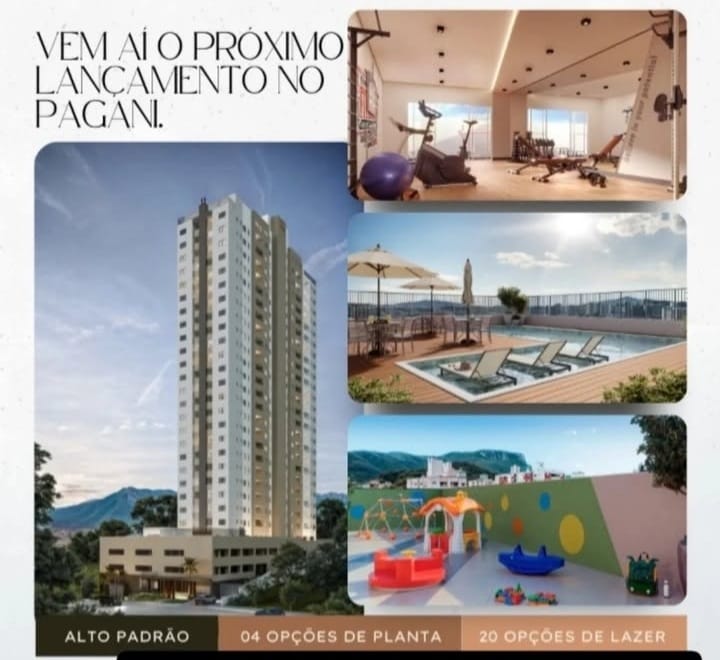 VEM AÍ O PRÓXIMO
LANÇAMENTO NO
PAGANI.
ALTO PADRÃO
04 OPÇÕES DE PLANTA
20 OPÇÕES DE LAZER